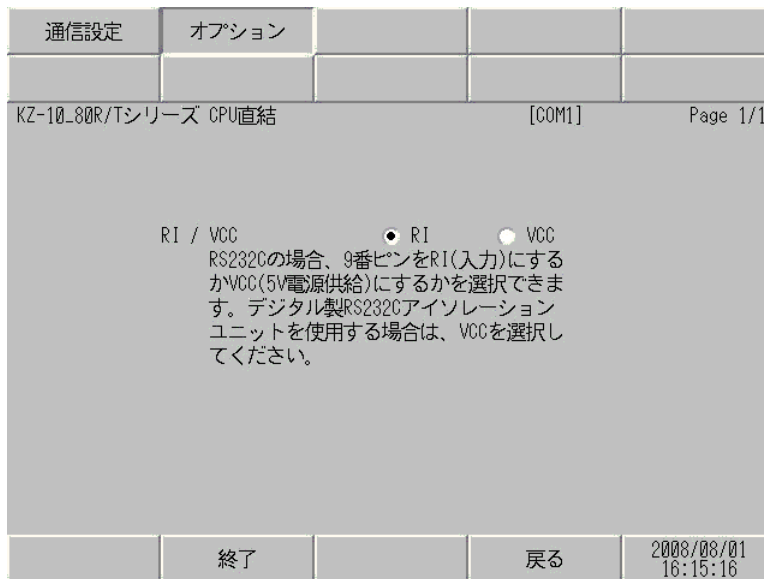 通信設定 オプション
KZ-10_80R/Tシリーズ CPU直結 [COM1] Page 1/1
RI / VCC RI VCC
RS232Cの場合、9番ピンをRI(入力)にする
かVCC(5V電源供給)にするかを選択できま
す。デジタル製RS232Cアイソレーション
ユニットを使用する場合は、VCCを選択し
てください。
終了 戻る 2008/08/01
16:15:16